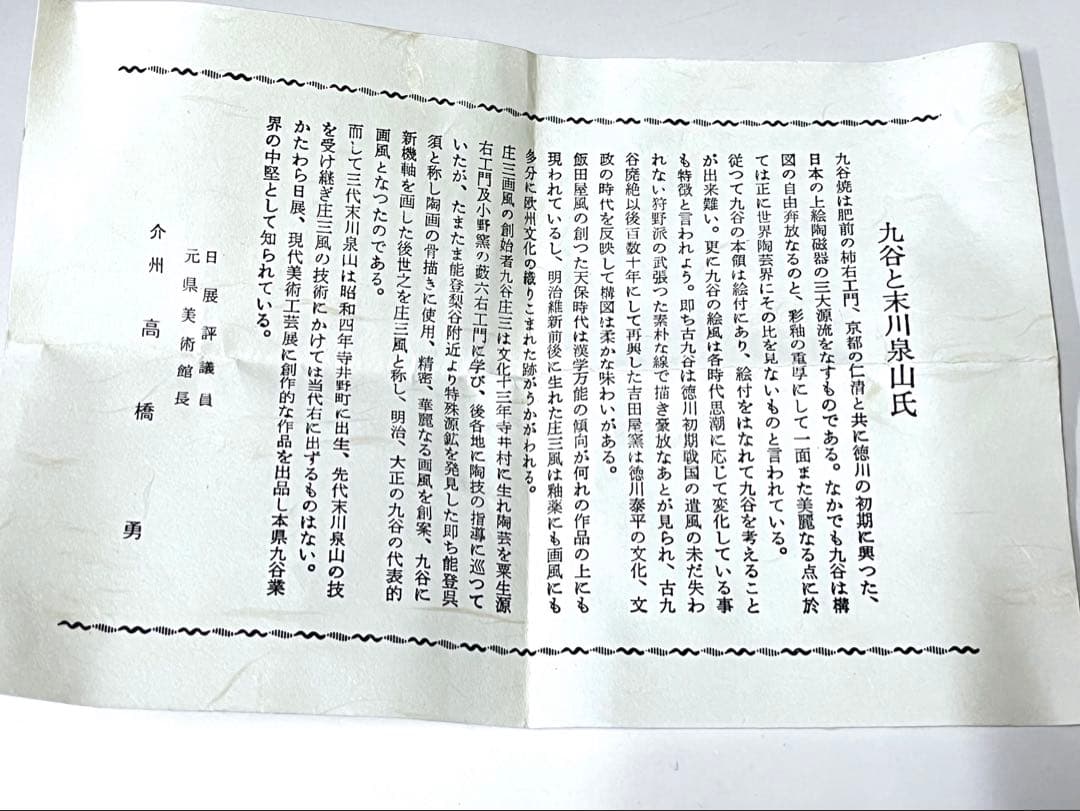 九谷と末川泉山氏
九谷焼は肥前の柿右工門、京都の仁清と共に徳川の初期に興つた、
日本の上絵陶磁器の三大源流をなすものである。なかでも九谷は構
図の自由奔放なるのと、彩釉の重厚にして一面また美麗なる点に於
ては正に世界陶芸界にその比を見ないものと言われている。
従つて九谷の本領は絵付にあり、絵付をはなれて九谷を考えること
が出来難い。更に九谷の絵風は各時代思潮に応じて変化している事
も特徴と言われよう。即ち古九谷は徳川初期戦国の遺風の未だ失わ
れない狩野派の武張つた素朴な線で描き豪放なあとが見られ、古九
谷廃絶以後百数十年にして再興した吉田屋窯は徳川泰平の文化、文
政の時代を反映して構図は柔かな味わいがある。
飯田屋風の創つた天保時代は漢学万能の傾向が何れの作品の上にも
現われているし、明治維新前後に生れた庄三風は釉薬にも画風にも
多分に欧州文化の織りこまれた跡がうかがわれる。
庄三画風の創始者九谷庄三は文化十三年寺井村に生れ陶芸を粟生源
右工門及小野窯の藪六右工門に学び、後各地に陶技の指導に巡つて
いたが、たまたま能登梨谷附近より特殊源鉱を発見した即ち能登呉
須と称し陶画の骨描きに使用、精密、華麗なる画風を創案、九谷に
新機軸を画した後世之を庄三風と称し、明治、大正の九谷の代表的
画風となつたのである。
而して三代末川泉山は昭和四年寺井野町に出生、先代末川泉山の技
を受け継ぎ庄三風の技術にかけては当代右に出ずるものはない。
かたわら日展、現代美術工芸展に創作的な作品を出品し本県九谷業
界の中堅として知られている。
日展評議員
元県美術館長
介州 高橋勇